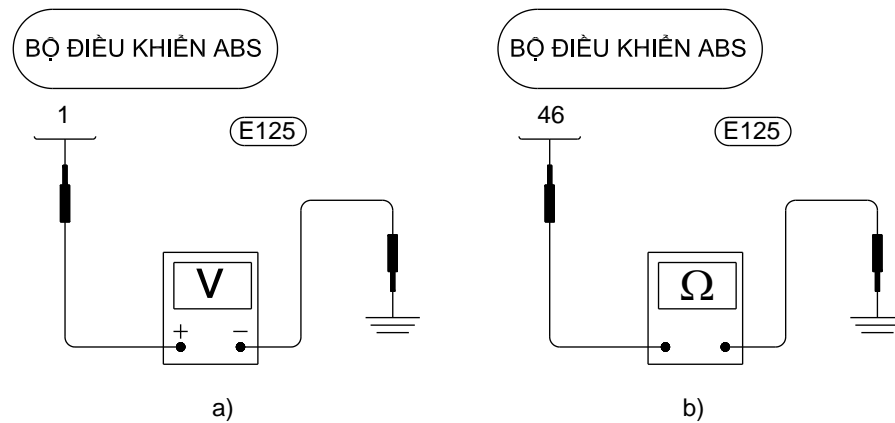 BỘ ĐIỀU KHIỂN ABS
1
E125
V
+ −
a)
BỘ ĐIỀU KHIỂN ABS
46
E125
Ω
b)